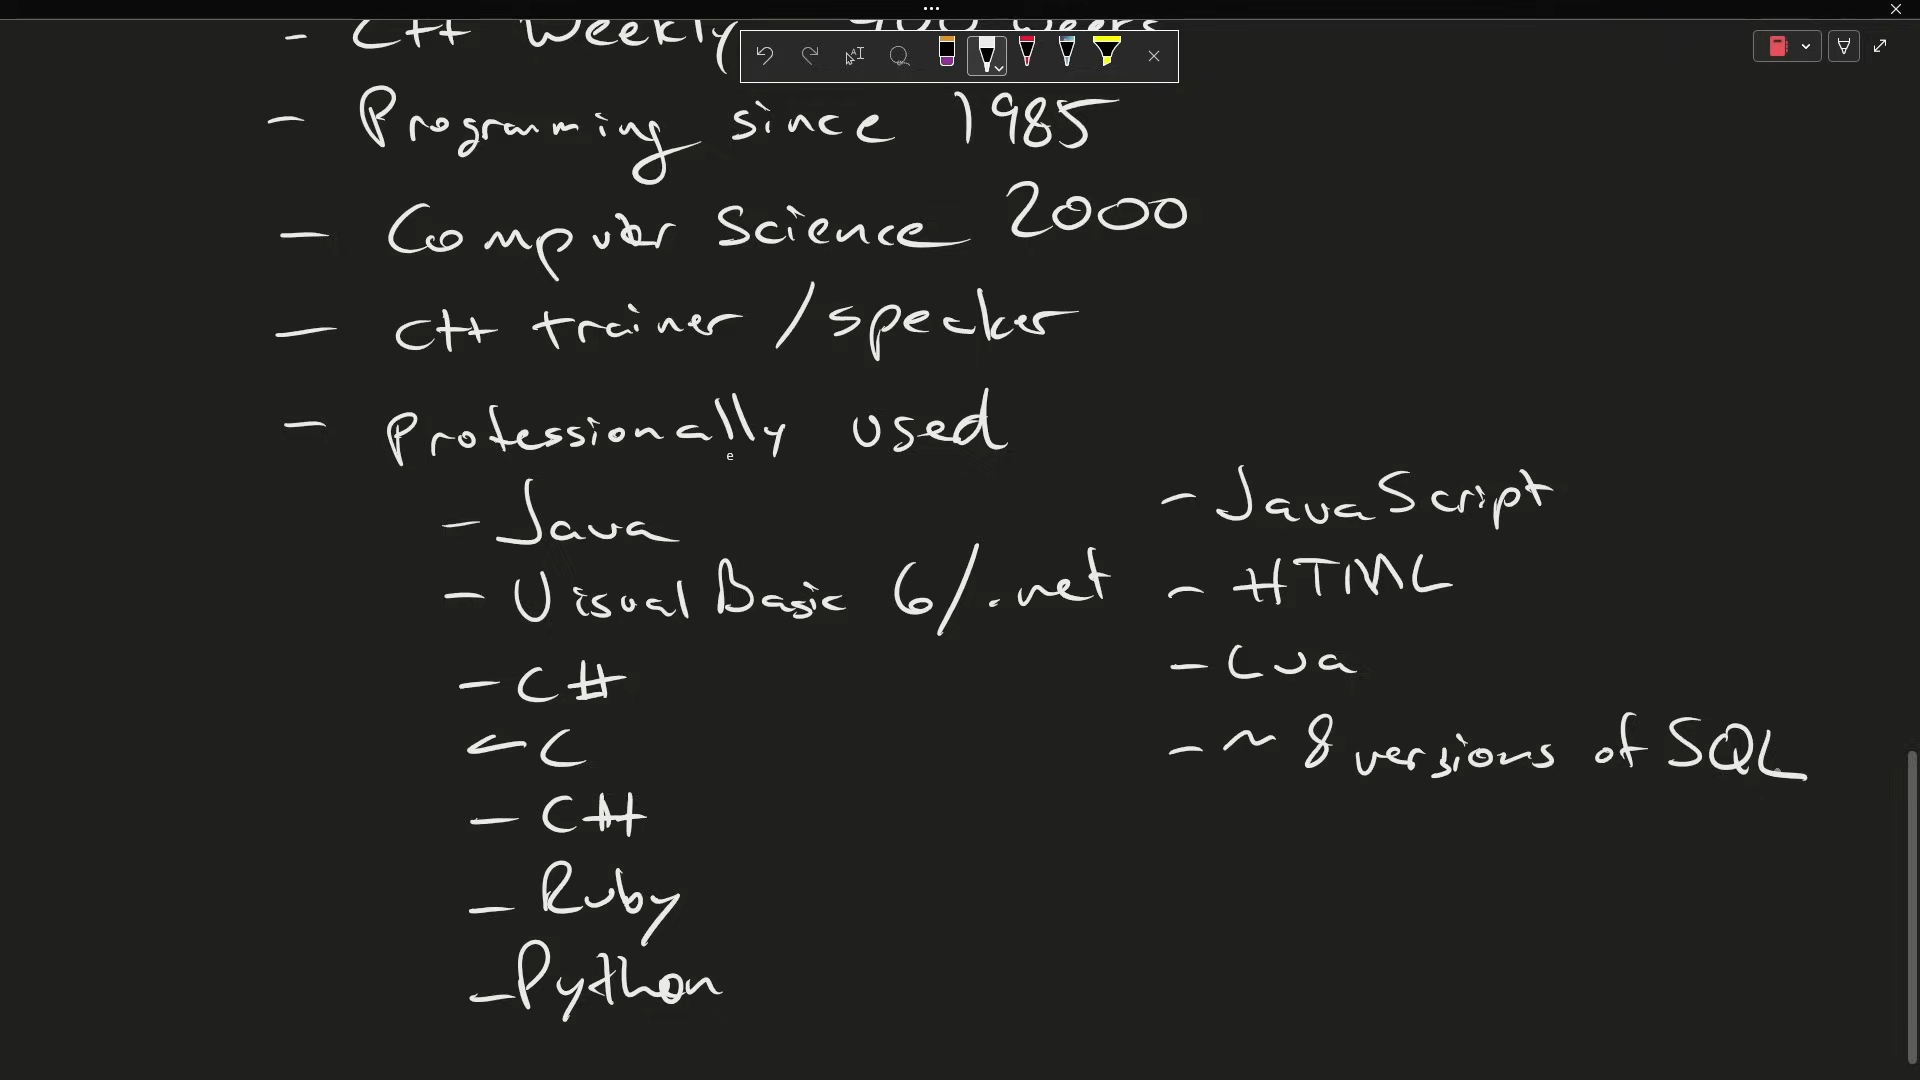 - C++ Weekly
- Programming since 1985
- Computer Science 2000
- C++ trainer / speaker
- professionally used
- Java
- Visual Basic 6/.net
- C#
- C
- C++
- Ruby
- Python
- JavaScript
- HTML
- Lua
- ~ 8 versions of SQL